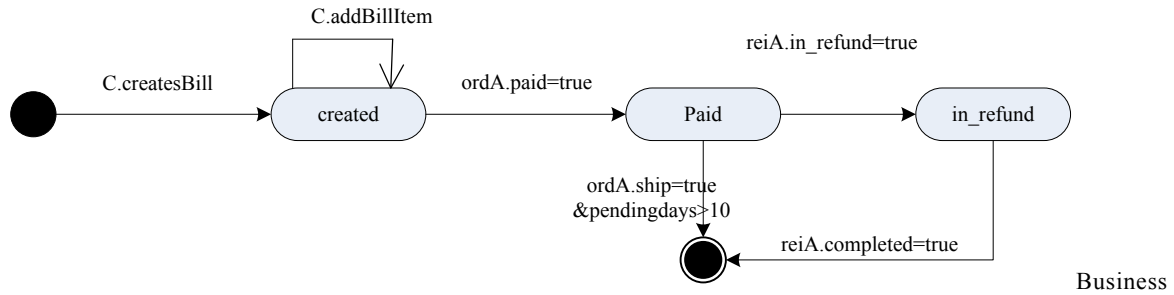 C.addBillItem
reiA.in_refund=true
C.createsBill
ordA.paid=true
created
Paid
in_refund
ordA.ship=true
&pendingdays>10
reiA.completed=true
Business